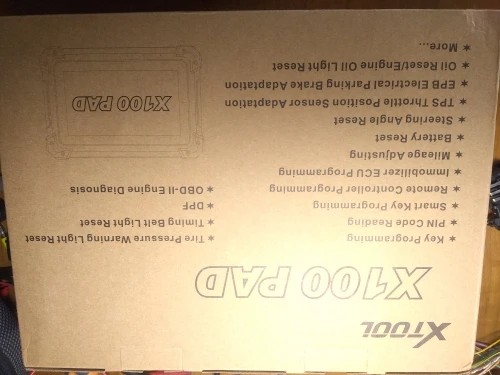 XTOOL
X100 PAD
✶ Key Programming
✶ PIN Code Reading
✶ Smart Key Programming
✶ Remote Controller Programming
✶ Immobilizer ECU Programming
✶ Mileage Adjusting
✶ Battery Reset
✶ Steering Angle Reset
✶ TPS Throttle Position Sensor Adaptation
✶ EPB Electrical Parking Brake Adaptation
✶ Oil Reset/Engine Oil Light Reset
✶ More...
✶ Tire Pressure Warning Light Reset
✶ Timing Belt Light Reset
✶ DPF
✶ OBD-II Engine Diagnosis
X100 PAD